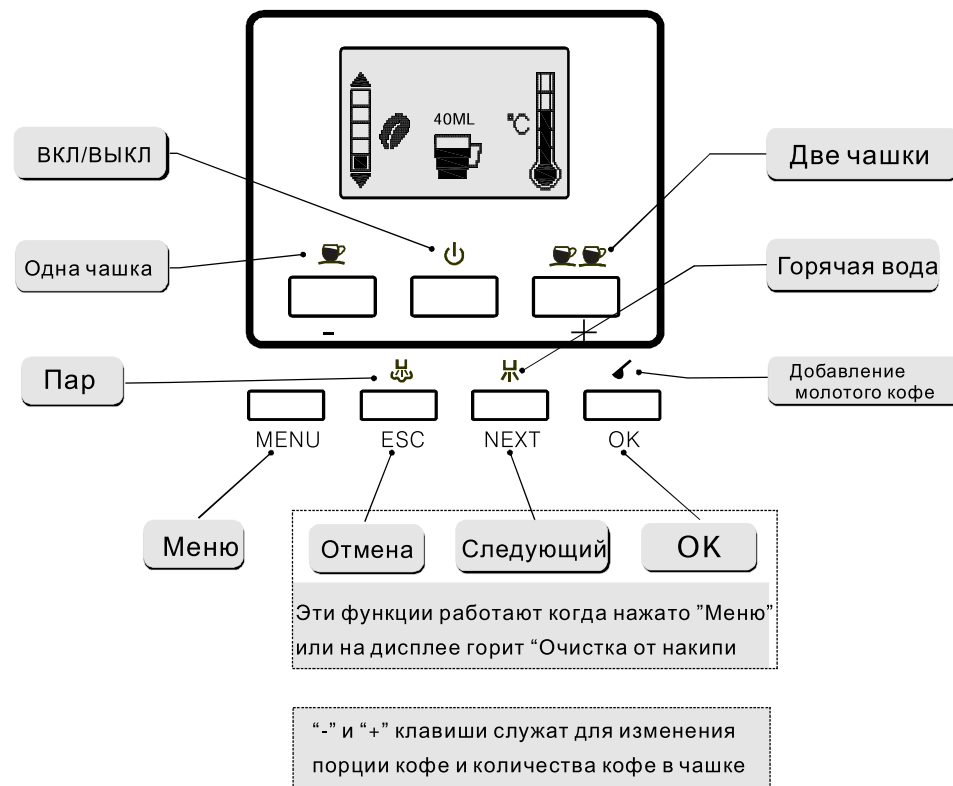 40ML
°C
ВКЛ/ВЫКЛ
Две чашки
Одна чашка
Горячая вода
-
+
Пар
Добавление
молотого кофе
MENU
ESC
NEXT
OK
Меню
Отмена
Следующий
OK
Эти функции работают когда нажато ”Меню”
или на дисплее горит “Очистка от накипи
“-” и “+” клавиши служат для изменения
порции кофе и количества кофе в чашке